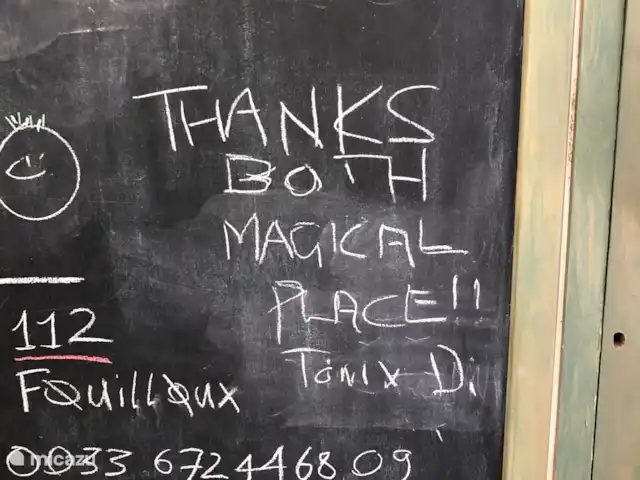 THANKS
BOTH
MAGICAL
PLACE!!
Tonix Di
112
Fouilloux
0033 672446809
micazu